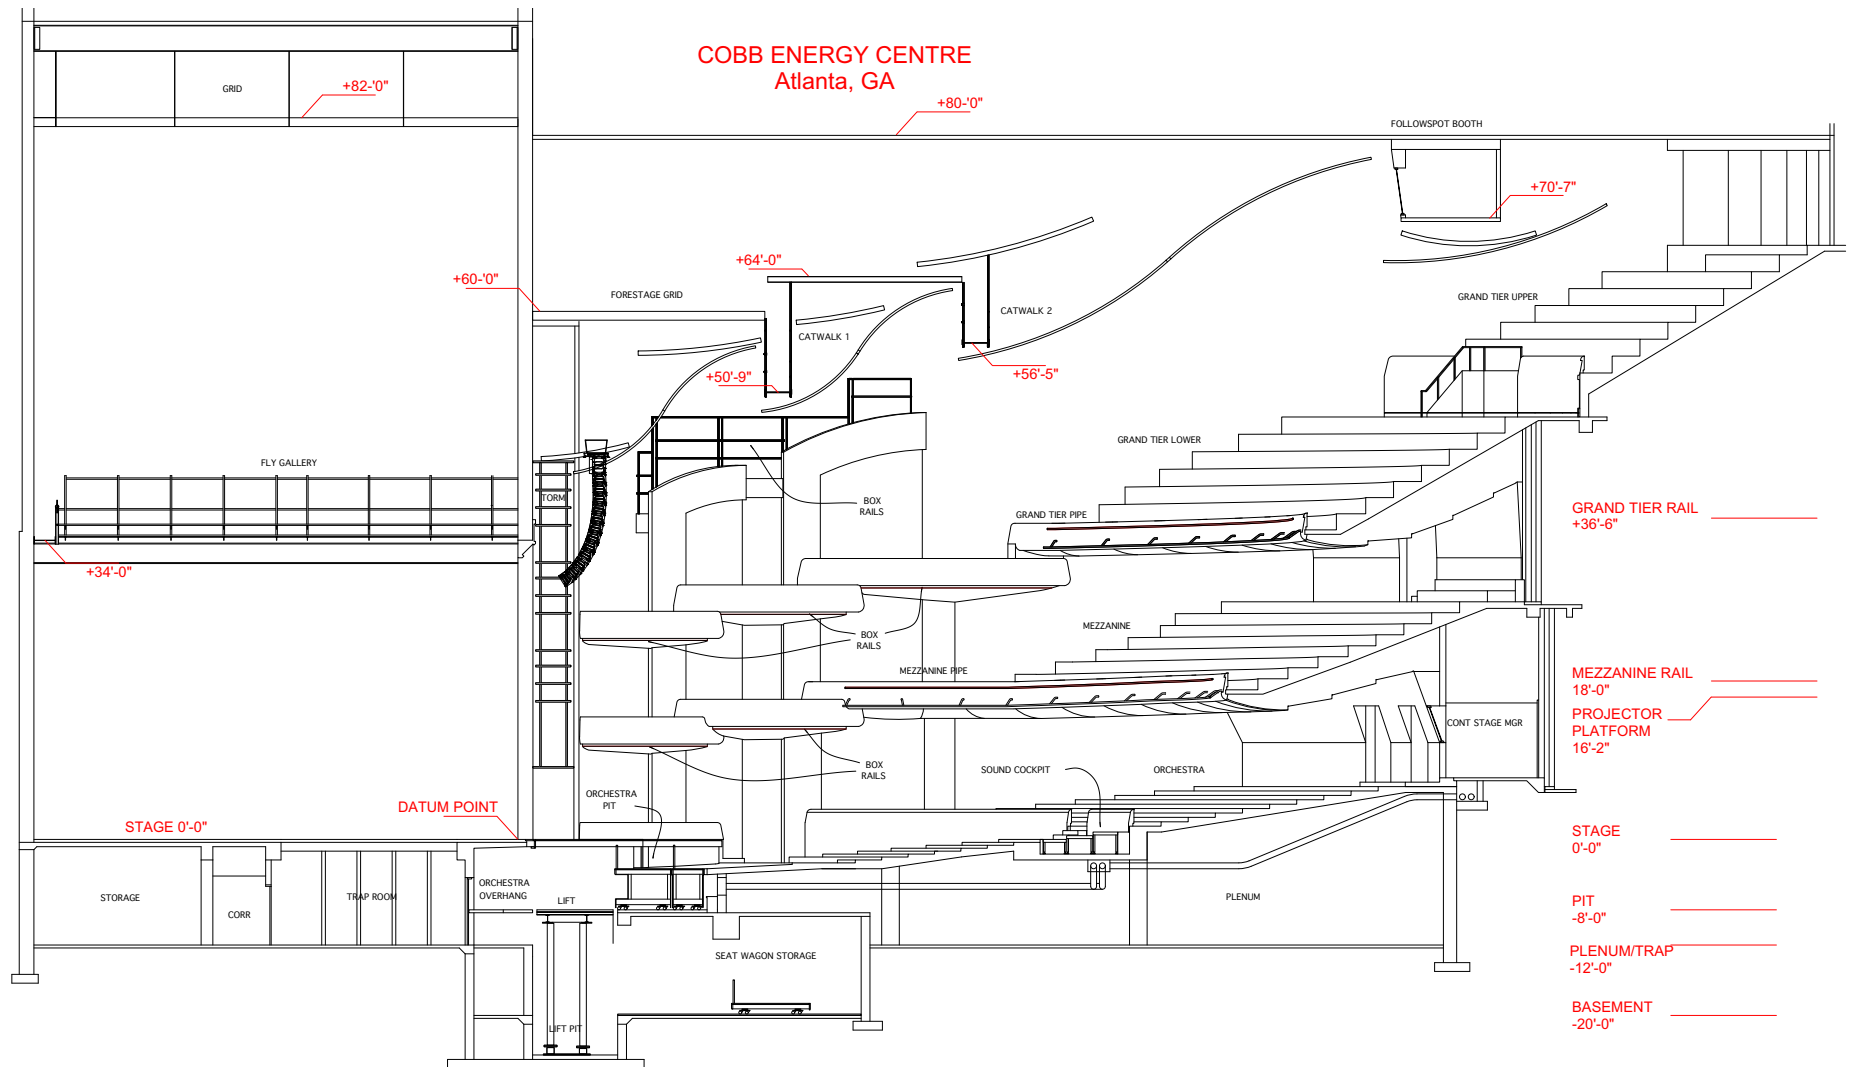 COBB ENERGY CENTRE
Atlanta, GA
GRID
+82-'0"
+80-'0"
FOLLOWSPOT BOOTH
+70'-7"
+64'-0"
+60-'0"
FORESTAGE GRID
CATWALK 1
CATWALK 2
GRAND TIER UPPER
+50'-9"
+56'-5"
GRAND TIER LOWER
FLY GALLERY
TORM
BOX
RAILS
GRAND TIER PIPE
GRAND TIER RAIL
+36'-6"
+34'-0"
BOX
RAILS
MEZZANINE
MEZZANINE PIPE
MEZZANINE RAIL
18'-0"
PROJECTOR
PLATFORM
16'-2"
CONT STAGE MGR
BOX
RAILS
SOUND COCKPIT
ORCHESTRA
ORCHESTRA
PIT
DATUM POINT
STAGE 0'-0"
STAGE
0'-0"
STORAGE
CORR
TRAP ROOM
ORCHESTRA
OVERHANG
LIFT
PLENUM
PIT
-8'-0"
SEAT WAGON STORAGE
PLENUM/TRAP
-12'-0"
LIFT PIT
BASEMENT
-20'-0"